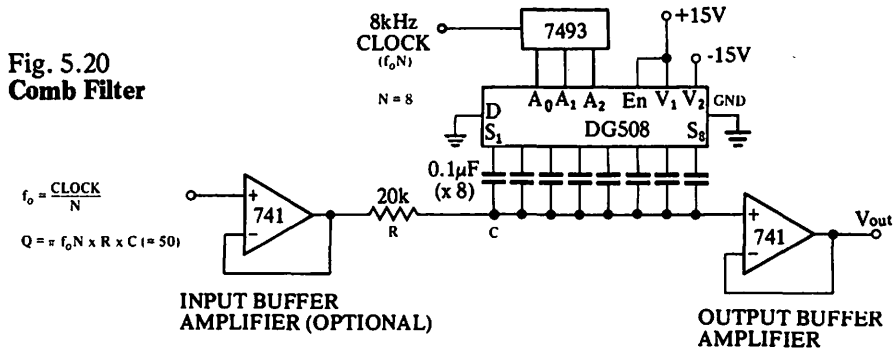 Fig. 5.20
Comb Filter
8kHz
CLOCK
(f₀N)
N = 8
7493
+15V
-15V
A₀ A₁ A₂ En V₁ V₂ GND
D
S₁ DG508 S₈
0.1µF
(x 8)
f₀ = CLOCK
N
Q = π f₀N x R x C (≈ 50)
+
741
−
20k
R
C
+
741
−
Vout
INPUT BUFFER
AMPLIFIER (OPTIONAL)
OUTPUT BUFFER
AMPLIFIER